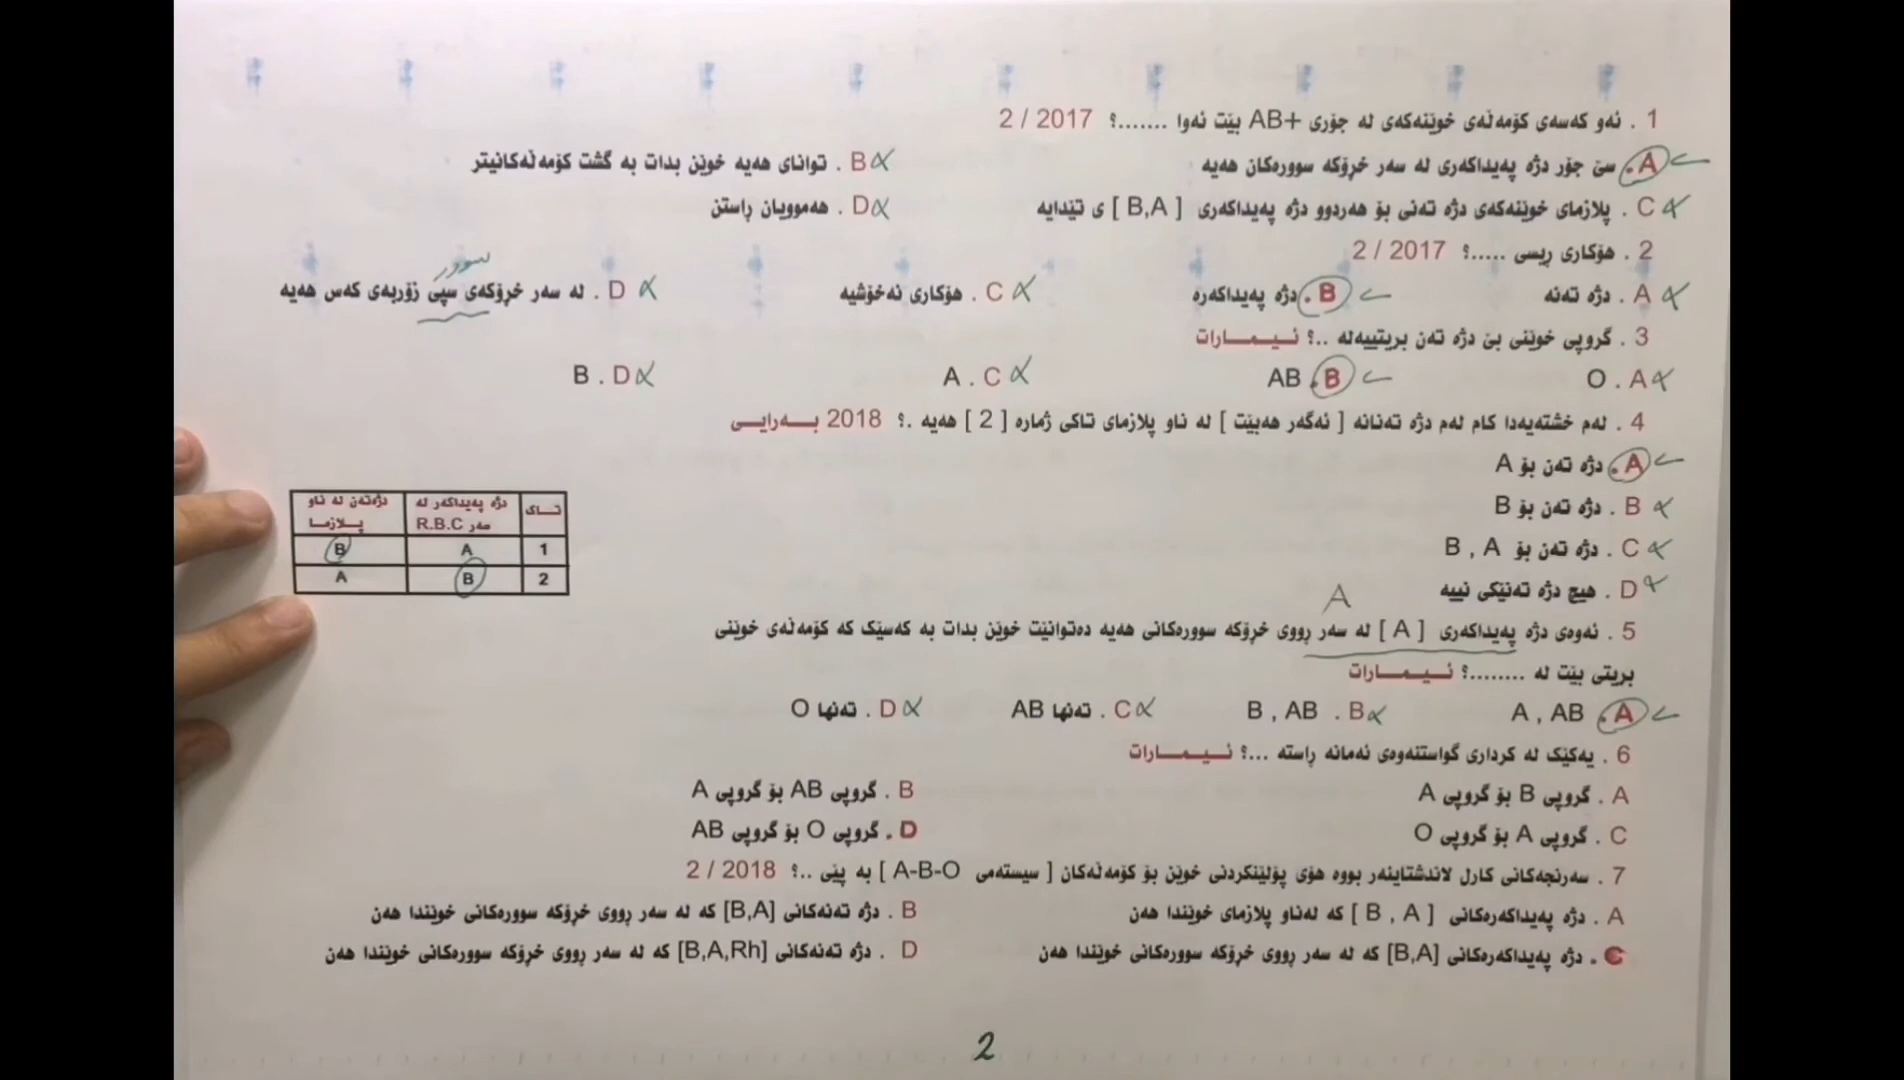 1 . ئەو کەسەی کۆمەڵەی خوێنەکەی لە جۆری +AB بێت ئەوا .......؟ 2017 / 2
A. سێ جۆر دژە پەیداکەری لە سەر خڕۆکە سوورەکان هەیە
B . توانای هەیە خوێن بدات بە گشت کۆمەڵەکانیتر
C . پلازمای خوێنەکەی دژە تەنی بۆ هەردوو دژە پەیداکەری [ B,A ] ی تێدایە
D . هەموویان ڕاستن
2 . هۆکاری ڕیسی .....؟ 2017 / 2
سوور
A . دژە تەنە
B. دژە پەیداکەرە
C . هۆکاری نەخۆشیە
D . لە سەر خڕۆکەی سپی زۆربەی کەس هەیە
3 . گروپی خوێنی بێ دژە تەن بریتییەلە ..؟ ئـیـمـارات
A . O
B. AB
C . A
D . B
4 . لەم خشتەیەدا کام لەم دژە تەنانە [ ئەگەر هەبێت ] لە ناو پلازمای تاکی ژمارە [ 2 ] هەیە .؟ 2018 بـەرایـی
A. دژە تەن بۆ A
B . دژە تەن بۆ B
C . دژە تەن بۆ B , A
D . هیچ دژە تەنێکی نییە
تـاک دژە پەیداکەر لە سەر R.B.C دژەتەن لە ناو پـلازمـا
1 A B
2 B A
A
5 . ئەوەی دژە پەیداکەری [ A ] لە سەر ڕووی خڕۆکە سوورەکانی هەیە دەتوانێت خوێن بدات بە کەسێک کە کۆمەڵەی خوێنی
بریتی بێت لە ........؟ ئـیـمـارات
A. A , AB
B . B , AB
C . تەنها AB
D . تەنها O
6 . یەکێک لە کرداری گواستنەوەی ئەمانە ڕاستە ...؟ ئـیـمـارات
A . گروپی B بۆ گروپی A
B . گروپی AB بۆ گروپی A
C . گروپی A بۆ گروپی O
D . گروپی O بۆ گروپی AB
7 . سەرنجەکانی کارل لاندشتاینەر بووە هۆی پۆلێنکردنی خوێن بۆ کۆمەڵەکان [ سیستەمی A-B-O ] بە پێی ..؟ 2018 / 2
A . دژە پەیداکەرەکانی [ B , A ] کە لەناو پلازمای خوێندا هەن
B . دژە تەنەکانی [B,A] کە لە سەر ڕووی خڕۆکە سوورەکانی خوێندا هەن
C . دژە پەیداکەرەکانی [B,A] کە لە سەر ڕووی خڕۆکە سوورەکانی خوێندا هەن
D . دژە تەنەکانی [B,A,Rh] کە لە سەر ڕووی خڕۆکە سوورەکانی خوێندا هەن
2